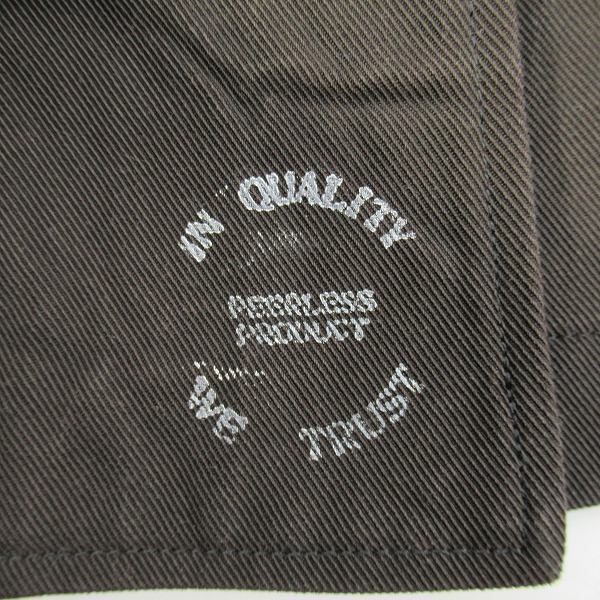 IN QUALITY
PEERLESS
PRODUCT
WE TRUST